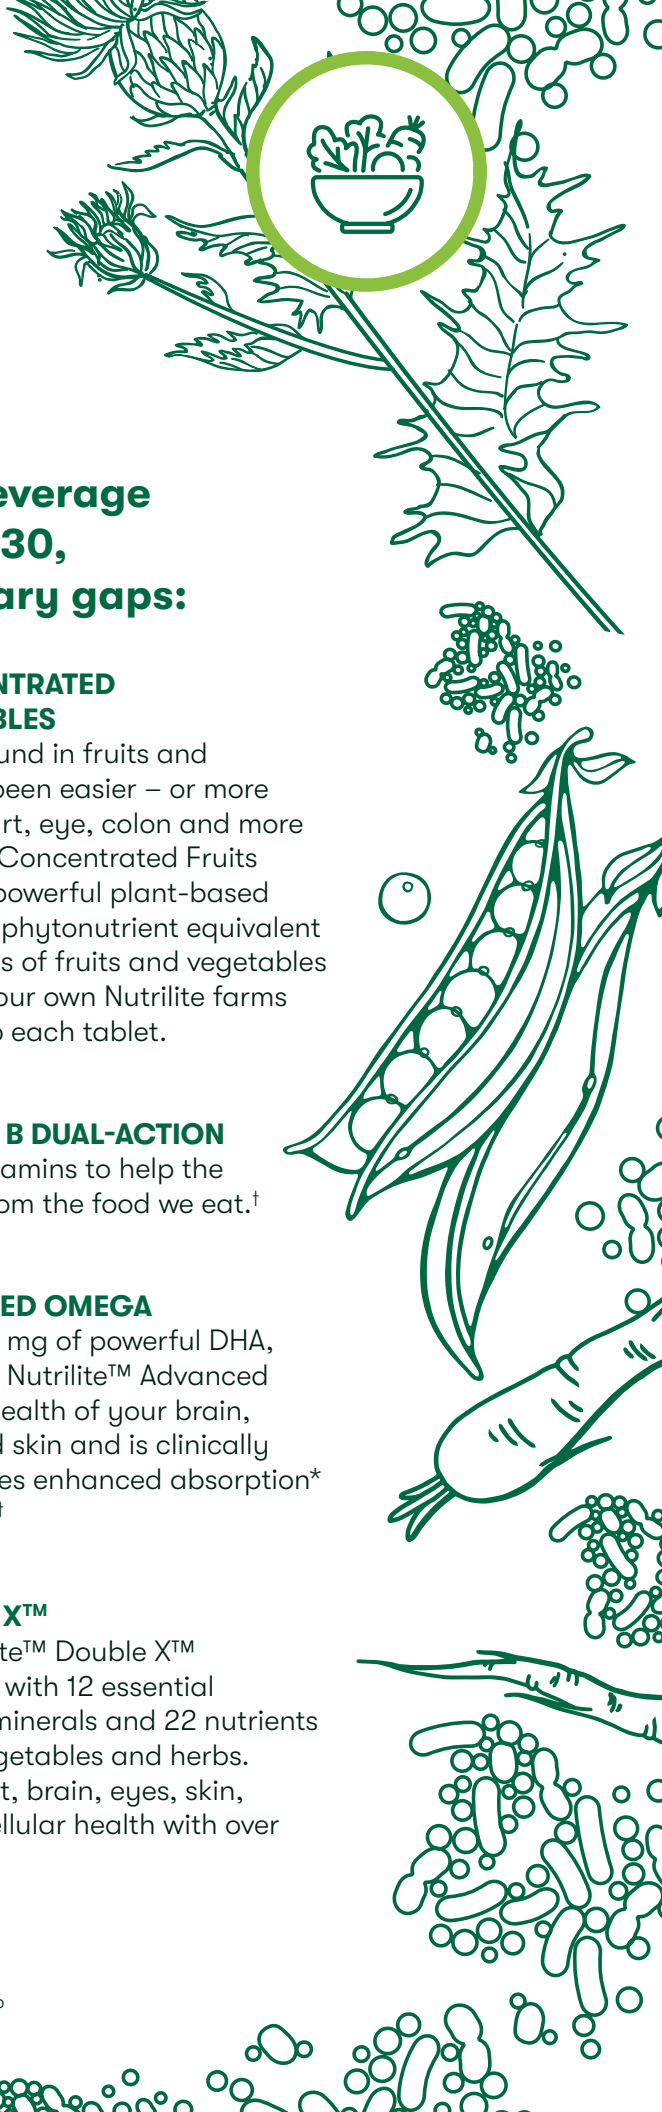 everage
30,
ary gaps:
NTRATED
BLES
und in fruits and
been easier – or more
rt, eye, colon and more
Concentrated Fruits
powerful plant-based
phytonutrient equivalent
s of fruits and vegetables
our own Nutrilite farms
o each tablet.
B DUAL-ACTION
tamins to help the
om the food we eat.†
ED OMEGA
mg of powerful DHA,
Nutrilite™ Advanced
ealth of your brain,
d skin and is clinically
es enhanced absorption*
†
X™
te™ Double X™
with 12 essential
minerals and 22 nutrients
getables and herbs.
t, brain, eyes, skin,
ellular health with over